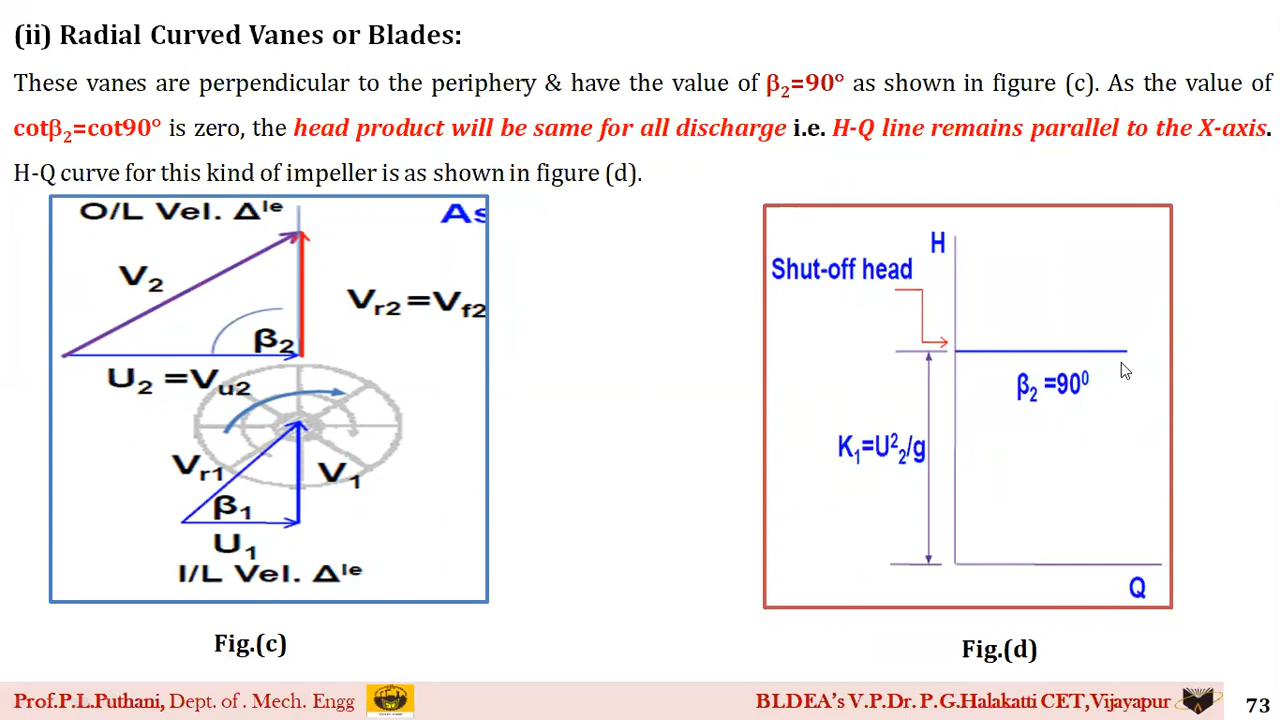 (ii) Radial Curved Vanes or Blades:
These vanes are perpendicular to the periphery & have the value of β₂=90° as shown in figure (c). As the value of
cotβ₂=cot90° is zero, the head product will be same for all discharge i.e. H-Q line remains parallel to the X-axis.
H-Q curve for this kind of impeller is as shown in figure (d).
O/L Vel. Δˡᵉ
As
V₂
Vr2=Vf2
β₂
U₂ =Vu2
Vr1
V₁
β₁
U₁
I/L Vel. Δˡᵉ
Fig.(c)
H
Shut-off head
β₂ =90⁰
K₁=U²₂/g
Q
Fig.(d)
Prof.P.L.Puthani, Dept. of . Mech. Engg
BLDEA's V.P.Dr. P.G.Halakatti CET,Vijayapur
73